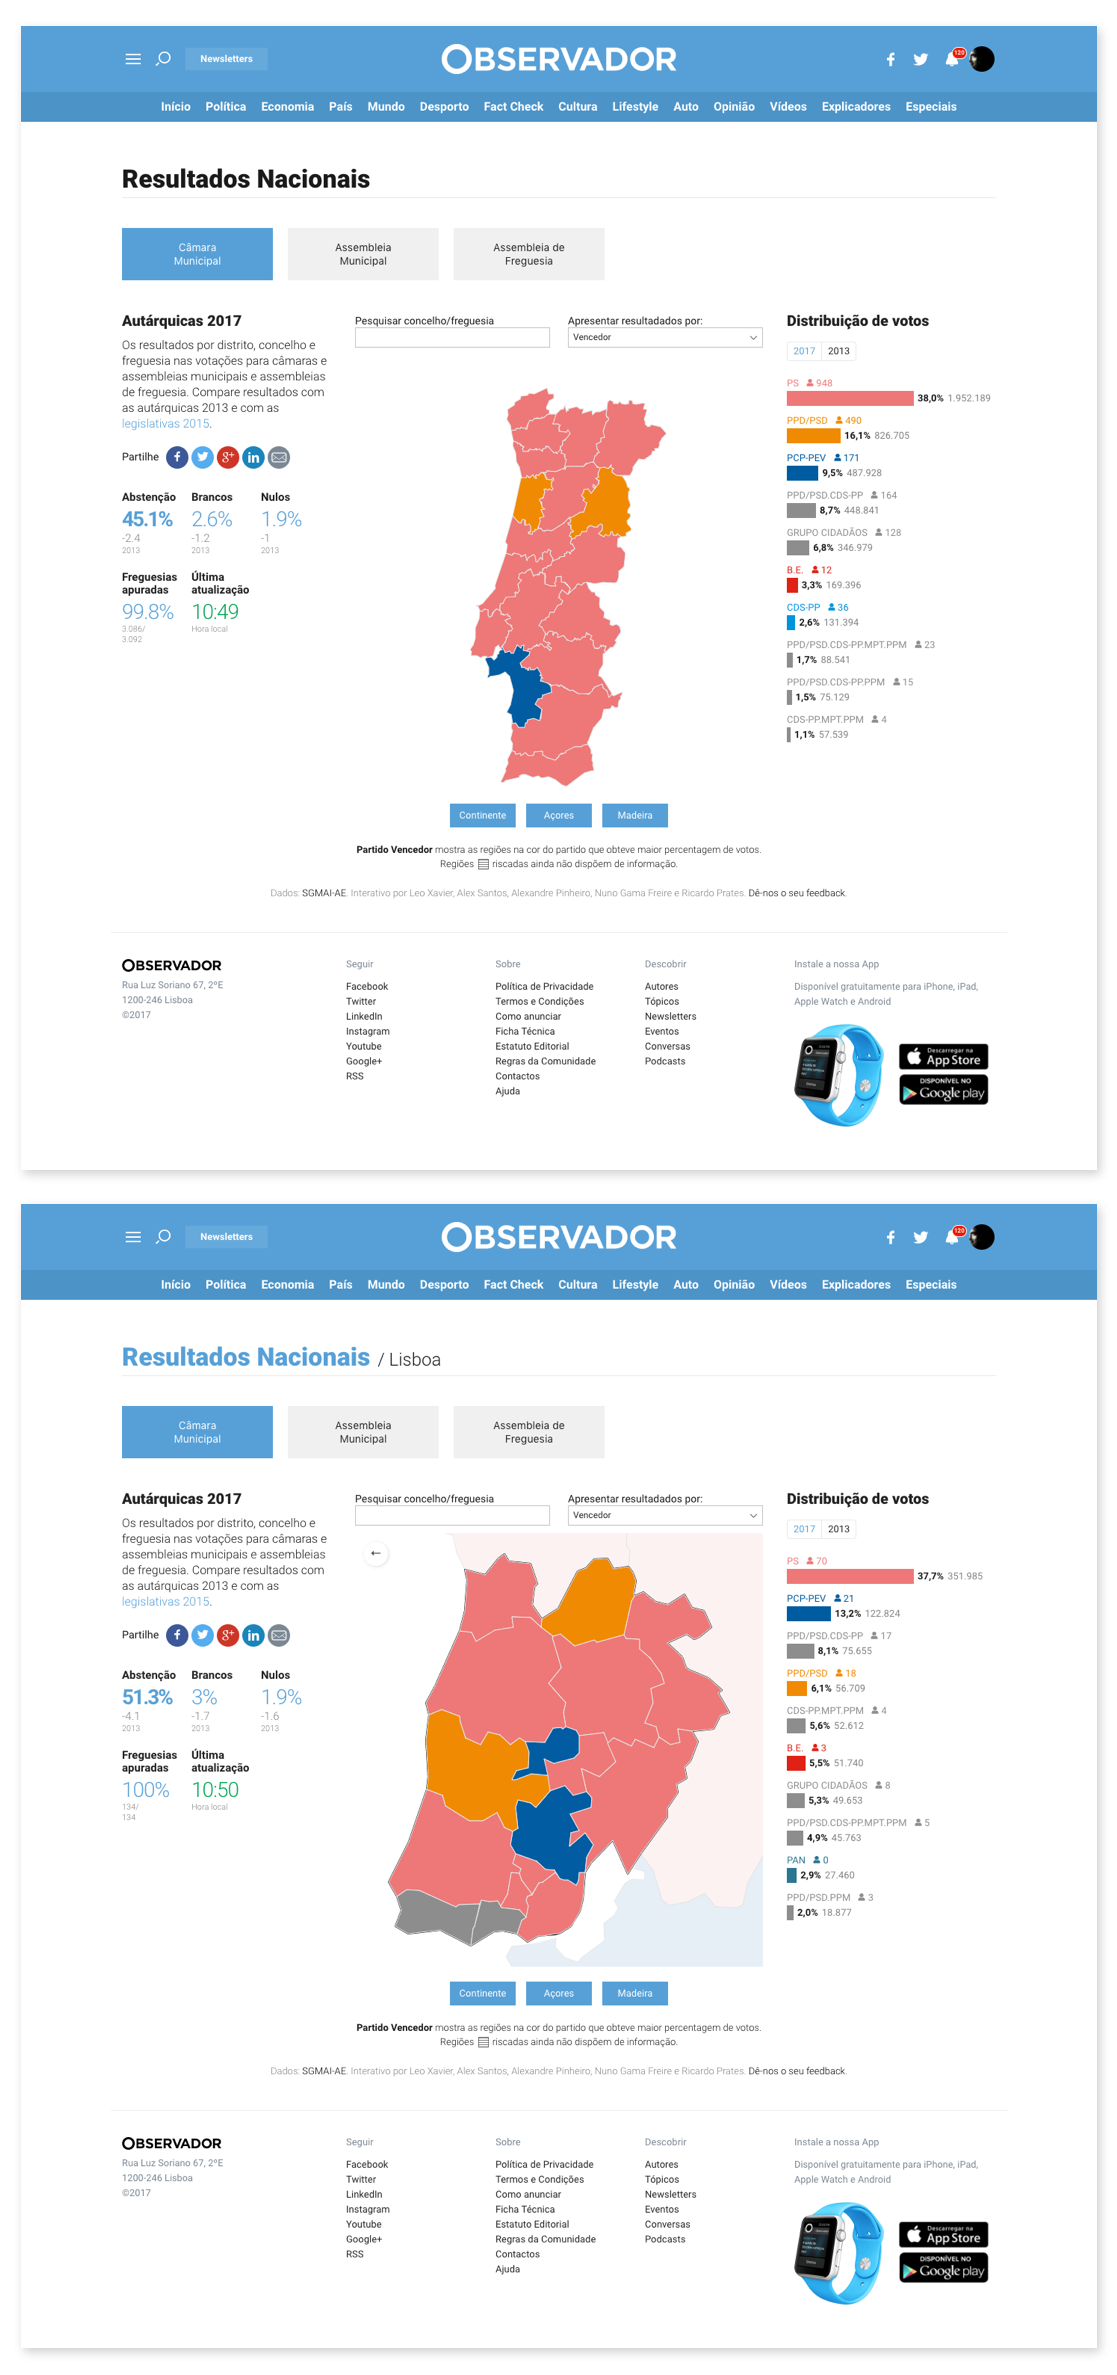 Newsletters
OBSERVADOR
120
Início Política Economia País Mundo Desporto Fact Check Cultura Lifestyle Auto Opinião Vídeos Explicadores Especiais
Resultados Nacionais
Câmara
Municipal
Assembleia
Municipal
Assembleia de
Freguesia
Autárquicas 2017
Os resultados por distrito, concelho e
freguesia nas votações para câmaras e
assembleias municipais e assembleias
de freguesia. Compare resultados com
as autárquicas 2013 e com as
legislativas 2015.
Partilhe
Abstenção Brancos Nulos
45.1% 2.6% 1.9%
-2.4 -1.2 -1
2013 2013 2013
Freguesias
apuradas
Última
atualização
99.8% 10:49
3.086/
3.092
Hora local
Pesquisar concelho/freguesia
Apresentar resultadados por:
Vencedor
Continente Açores Madeira
Distribuição de votos
2017 2013
PS 948
38,0% 1.952.189
PPD/PSD 490
16,1% 826.705
PCP-PEV 171
9,5% 487.928
PPD/PSD.CDS-PP 164
8,7% 448.841
GRUPO CIDADÃOS 128
6,8% 346.979
B.E. 12
3,3% 169.396
CDS-PP 36
2,6% 131.394
PPD/PSD.CDS-PP.MPT.PPM 23
1,7% 88.541
PPD/PSD.CDS-PP.PPM 15
1,5% 75.129
CDS-PP.MPT.PPM 4
1,1% 57.539
Partido Vencedor mostra as regiões na cor do partido que obteve maior percentagem de votos.
Regiões riscadas ainda não dispõem de informação.
Dados: SGMAI-AE. Interativo por Leo Xavier, Alex Santos, Alexandre Pinheiro, Nuno Gama Freire e Ricardo Prates. Dê-nos o seu feedback.
OBSERVADOR
Rua Luz Soriano 67, 2ºE
1200-246 Lisboa
©2017
Seguir
Facebook
Twitter
LinkedIn
Instagram
Youtube
Google+
RSS
Sobre
Política de Privacidade
Termos e Condições
Como anunciar
Ficha Técnica
Estatuto Editorial
Regras da Comunidade
Contactos
Ajuda
Descobrir
Autores
Tópicos
Newsletters
Eventos
Conversas
Podcasts
Instale a nossa App
Disponível gratuitamente para iPhone, iPad,
Apple Watch e Android
Descarregar na
App Store
DISPONÍVEL NO
Google play
Newsletters
OBSERVADOR
120
Início Política Economia País Mundo Desporto Fact Check Cultura Lifestyle Auto Opinião Vídeos Explicadores Especiais
Resultados Nacionais / Lisboa
Câmara
Municipal
Assembleia
Municipal
Assembleia de
Freguesia
Autárquicas 2017
Os resultados por distrito, concelho e
freguesia nas votações para câmaras e
assembleias municipais e assembleias
de freguesia. Compare resultados com
as autárquicas 2013 e com as
legislativas 2015.
Partilhe
Abstenção Brancos Nulos
51.3% 3% 1.9%
-4.1 -1.7 -1.6
2013 2013 2013
Freguesias
apuradas
Última
atualização
100% 10:50
134/
134
Hora local
Pesquisar concelho/freguesia
Apresentar resultadados por:
Vencedor
Continente Açores Madeira
Distribuição de votos
2017 2013
PS 70
37,7% 351.985
PCP-PEV 21
13,2% 122.824
PPD/PSD.CDS-PP 17
8,1% 75.655
PPD/PSD 18
6,1% 56.709
CDS-PP.MPT.PPM 4
5,6% 52.612
B.E. 3
5,5% 51.740
GRUPO CIDADÃOS 8
5,3% 49.653
PPD/PSD.CDS-PP.MPT.PPM 5
4,9% 45.763
PAN 0
2,9% 27.460
PPD/PSD.PPM 3
2,0% 18.877
Partido Vencedor mostra as regiões na cor do partido que obteve maior percentagem de votos.
Regiões riscadas ainda não dispõem de informação.
Dados: SGMAI-AE. Interativo por Leo Xavier, Alex Santos, Alexandre Pinheiro, Nuno Gama Freire e Ricardo Prates. Dê-nos o seu feedback.
OBSERVADOR
Rua Luz Soriano 67, 2ºE
1200-246 Lisboa
©2017
Seguir
Facebook
Twitter
LinkedIn
Instagram
Youtube
Google+
RSS
Sobre
Política de Privacidade
Termos e Condições
Como anunciar
Ficha Técnica
Estatuto Editorial
Regras da Comunidade
Contactos
Ajuda
Descobrir
Autores
Tópicos
Newsletters
Eventos
Conversas
Podcasts
Instale a nossa App
Disponível gratuitamente para iPhone, iPad,
Apple Watch e Android
Descarregar na
App Store
DISPONÍVEL NO
Google play